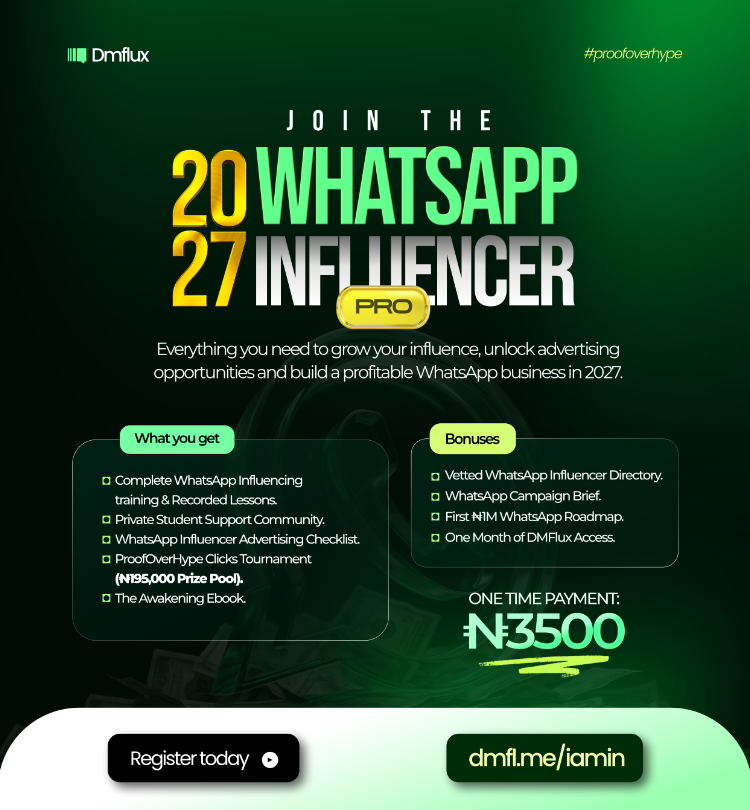 Dmflux
#proofoverhype
JOIN THE
2027 WHATSAPP
INFLUENCER
PRO
Everything you need to grow your influence, unlock advertising
opportunities and build a profitable WhatsApp business in 2027.
What you get
Complete WhatsApp Influencing
training & Recorded Lessons.
Private Student Support Community.
WhatsApp Influencer Advertising Checklist.
ProofOverHype Clicks Tournament
(₦195,000 Prize Pool).
The Awakening Ebook.
Bonuses
Vetted WhatsApp Influencer Directory.
WhatsApp Campaign Brief.
First ₦1M WhatsApp Roadmap.
One Month of DMFlux Access.
ONE TIME PAYMENT:
₦3500
Register today
dmfl.me/iamin